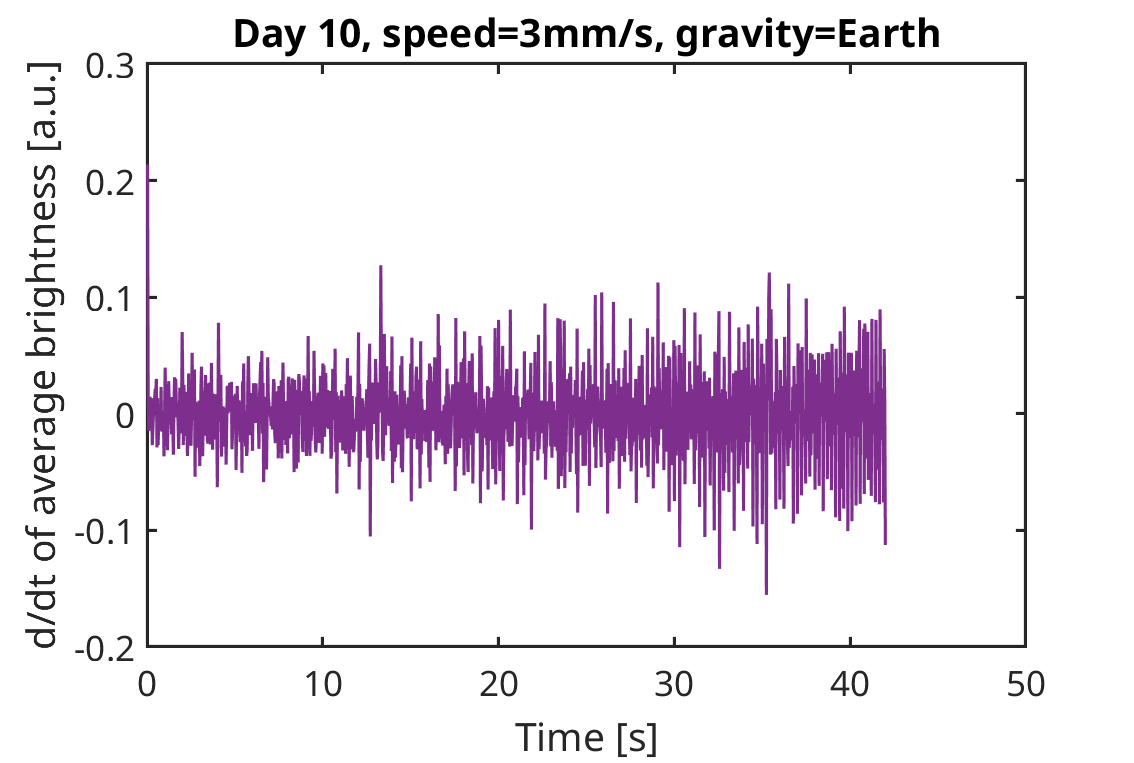 Day 10, speed=3mm/s, gravity=Earth
d/dt of average brightness [a.u.]
0.3
0.2
0.1
0
-0.1
-0.2
0 10 20 30 40 50
Time [s]